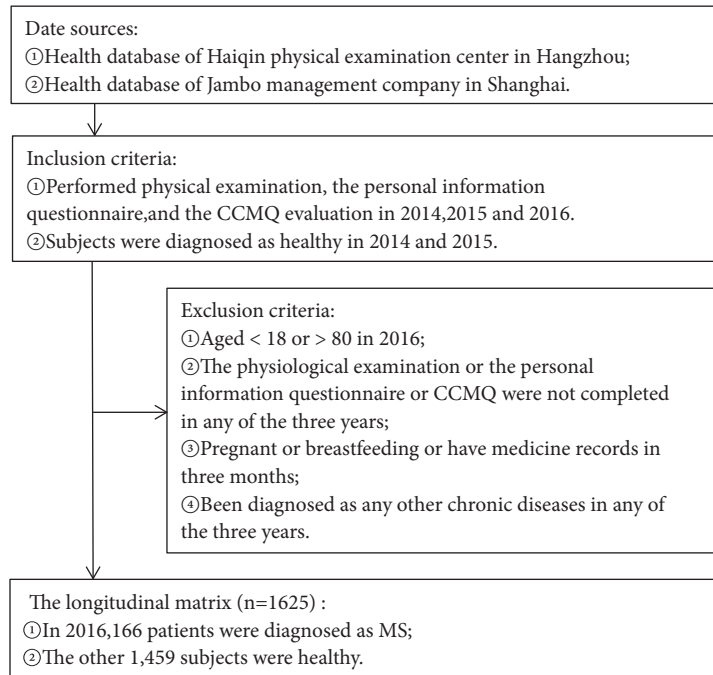 Date sources:
①Health database of Haiqin physical examination center in Hangzhou;
②Health database of Jambo management company in Shanghai.
Inclusion criteria:
①Performed physical examination, the personal information
questionnaire,and the CCMQ evaluation in 2014,2015 and 2016.
②Subjects were diagnosed as healthy in 2014 and 2015.
Exclusion criteria:
①Aged < 18 or > 80 in 2016;
②The physiological examination or the personal
information questionnaire or CCMQ were not completed
in any of the three years;
③Pregnant or breastfeeding or have medicine records in
three months;
④Been diagnosed as any other chronic diseases in any of
the three years.
The longitudinal matrix (n=1625) :
①In 2016,166 patients were diagnosed as MS;
②The other 1,459 subjects were healthy.